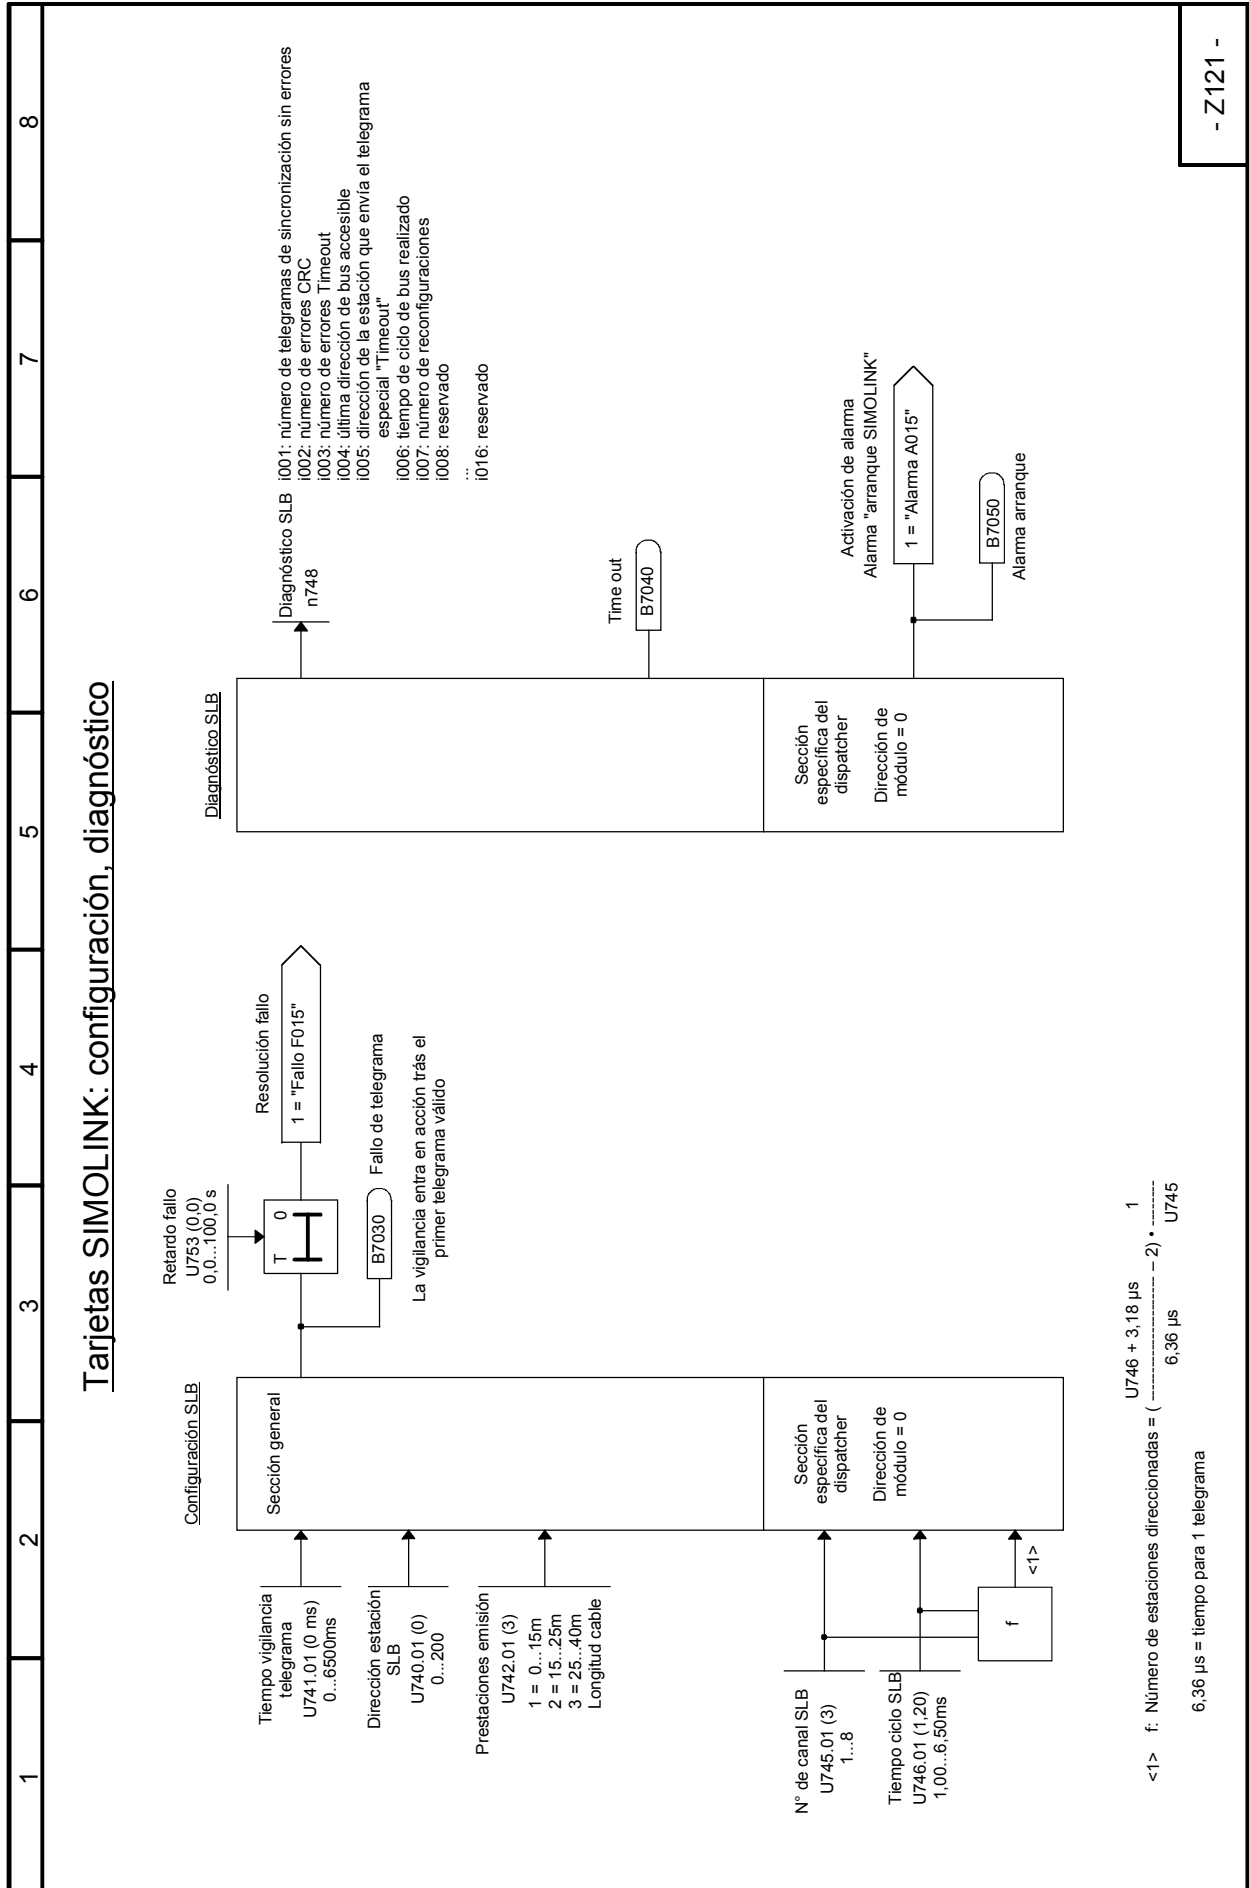 1
2
3
4
5
6
7
8
Tarjetas SIMOLINK: configuración, diagnóstico
Configuración SLB
Tiempo vigilancia
telegrama
U741.01 (0 ms)
0...6500ms
Dirección estación
SLB
U740.01 (0)
0...200
Prestaciones emisión
U742.01 (3)
1 = 0...15m
2 = 15...25m
3 = 25...40m
Longitud cable
Sección general
N° de canal SLB
U745.01 (3)
1...8
Tiempo ciclo SLB
U746.01 (1,20)
1,00...6,50ms
f
<1>
Sección
específica del
dispatcher
Dirección de
módulo = 0
Retardo fallo
U753 (0,0)
0,0...100,0 s
T 0
Resolución fallo
1 = "Fallo F015"
B7030
Fallo de telegrama
La vigilancia entra en acción trás el
primer telegrama válido
Diagnóstico SLB
Diagnóstico SLB
n748
i001: número de telegramas de sincronización sin errores
i002: número de errores CRC
i003: número de errores Timeout
i004: última dirección de bus accesible
i005: dirección de la estación que envía el telegrama
especial "Timeout"
i006: tiempo de ciclo de bus realizado
i007: número de reconfiguraciones
i008: reservado
...
i016: reservado
Time out
B7040
Sección
específica del
dispatcher
Dirección de
módulo = 0
Activación de alarma
Alarma "arranque SIMOLINK"
1 = "Alarma A015"
B7050
Alarma arranque
U746 + 3,18 µs 1
<1> f: Número de estaciones direccionadas = ( ---------------------- – 2) • -------
6,36 µs U745
6,36 µs = tiempo para 1 telegrama
- Z121 -